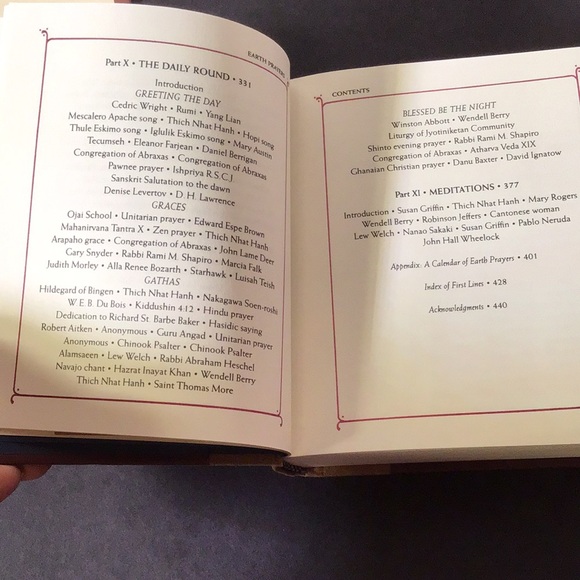 EARTH PRAYERS
Part X • THE DAILY ROUND • 331
Introduction
GREETING THE DAY
Cedric Wright • Rumi • Yang Lian
Mescalero Apache song • Thich Nhat Hanh • Hopi song
Thule Eskimo song • Iglulik Eskimo song • Mary Austin
Tecumseh • Eleanor Farjean • Daniel Berrigan
Congregation of Abraxas • Congregation of Abraxas
Pawnee prayer • Ishpriya R.S.C.J.
Sanskrit Salutation to the dawn
Denise Levertov • D. H. Lawrence
GRACES
Ojai School • Unitarian prayer • Edward Espe Brown
Mahanirvana Tantra X • Zen prayer • Thich Nhat Hanh
Arapaho grace • Congregation of Abraxas • John Lame Deer
Gary Snyder • Rabbi Rami M. Shapiro • Marcia Falk
Judith Morley • Alla Renee Bozarth • Starhawk • Luisah Teish
GATHAS
Hildegard of Bingen • Thich Nhat Hanh • Nakagawa Soen-roshi
W. E. B. Du Bois • Kiddushin 4:12 • Hindu prayer
Dedication to Richard St. Barbe Baker • Hasidic saying
Robert Aitken • Anonymous • Guru Angad • Unitarian prayer
Anonymous • Chinook Psalter • Chinook Psalter
Alamsaeen • Lew Welch • Rabbi Abraham Heschel
Navajo chant • Hazrat Inayat Khan • Wendell Berry
Thich Nhat Hanh • Saint Thomas More
CONTENTS
BLESSED BE THE NIGHT
Winston Abbott • Wendell Berry
Liturgy of Jyotiniketan Community
Shinto evening prayer • Rabbi Rami M. Shapiro
Congregation of Abraxas • Atharva Veda XIX
Ghanaian Christian prayer • Danu Baxter • David Ignatow
Part XI • MEDITATIONS • 377
Introduction • Susan Griffin • Thich Nhat Hanh • Mary Rogers
Wendell Berry • Robinson Jeffers • Cantonese woman
Lew Welch • Nanao Sakaki • Susan Griffin • Pablo Neruda
John Hall Wheelock
Appendix: A Calendar of Earth Prayers • 401
Index of First Lines • 428
Acknowledgments • 440